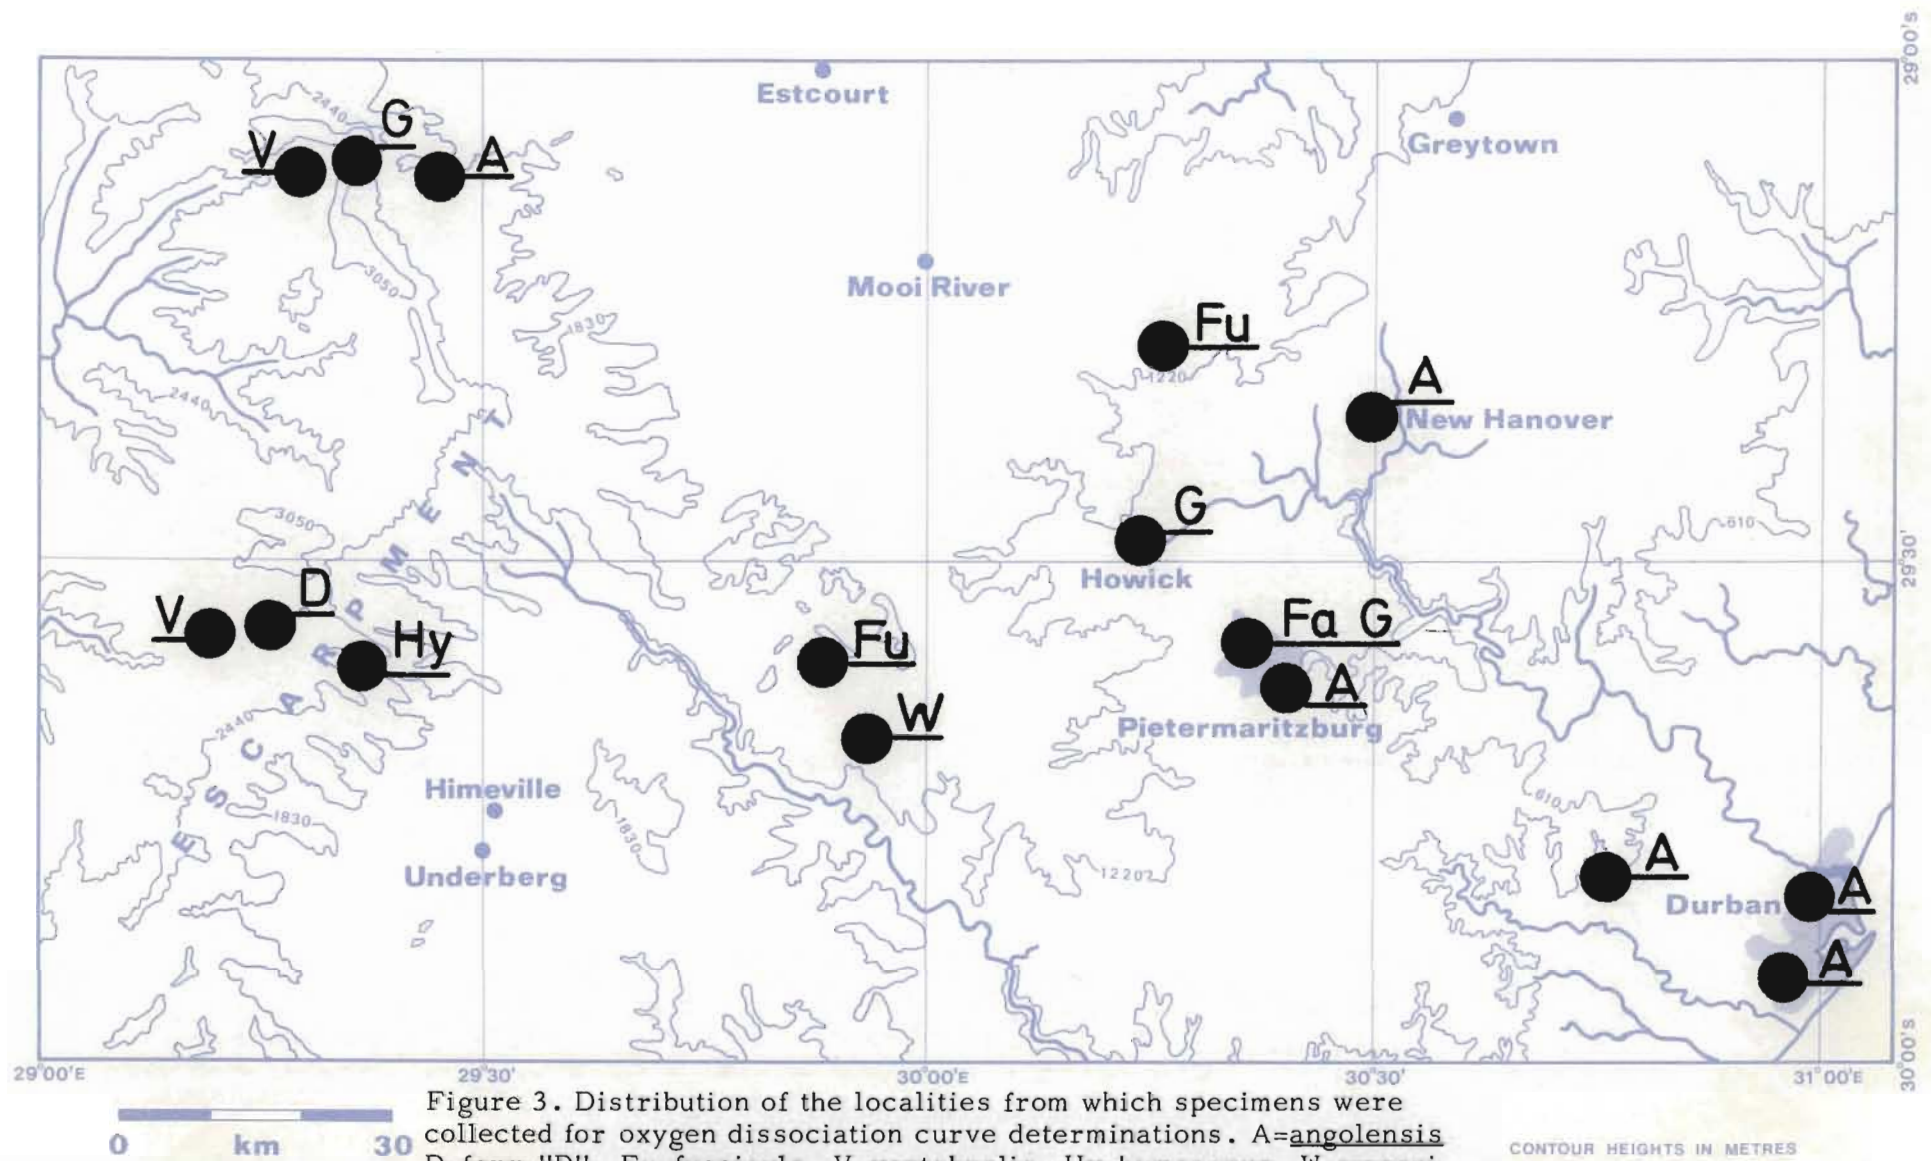 29°00's
Estcourt
Greytown
2440
V
G
A
3050
1830
Mooi River
Fu
1220
A
New Hanover
2440
G
Howick
610
29°30'
3050
ESCARPMENT
V
D
Hy
Fu
W
Fa G
A
Pietermaritzburg
2440
1830
Himeville
Underberg
1830
1220
610
A
Durban
A
A
29°00'E
29°30'
30°00'E
30°30'
31°00'E
30°00's
0 km 30
Figure 3. Distribution of the localities from which specimens were
collected for oxygen dissociation curve determinations. A=angolensis
CONTOUR HEIGHTS IN METRES